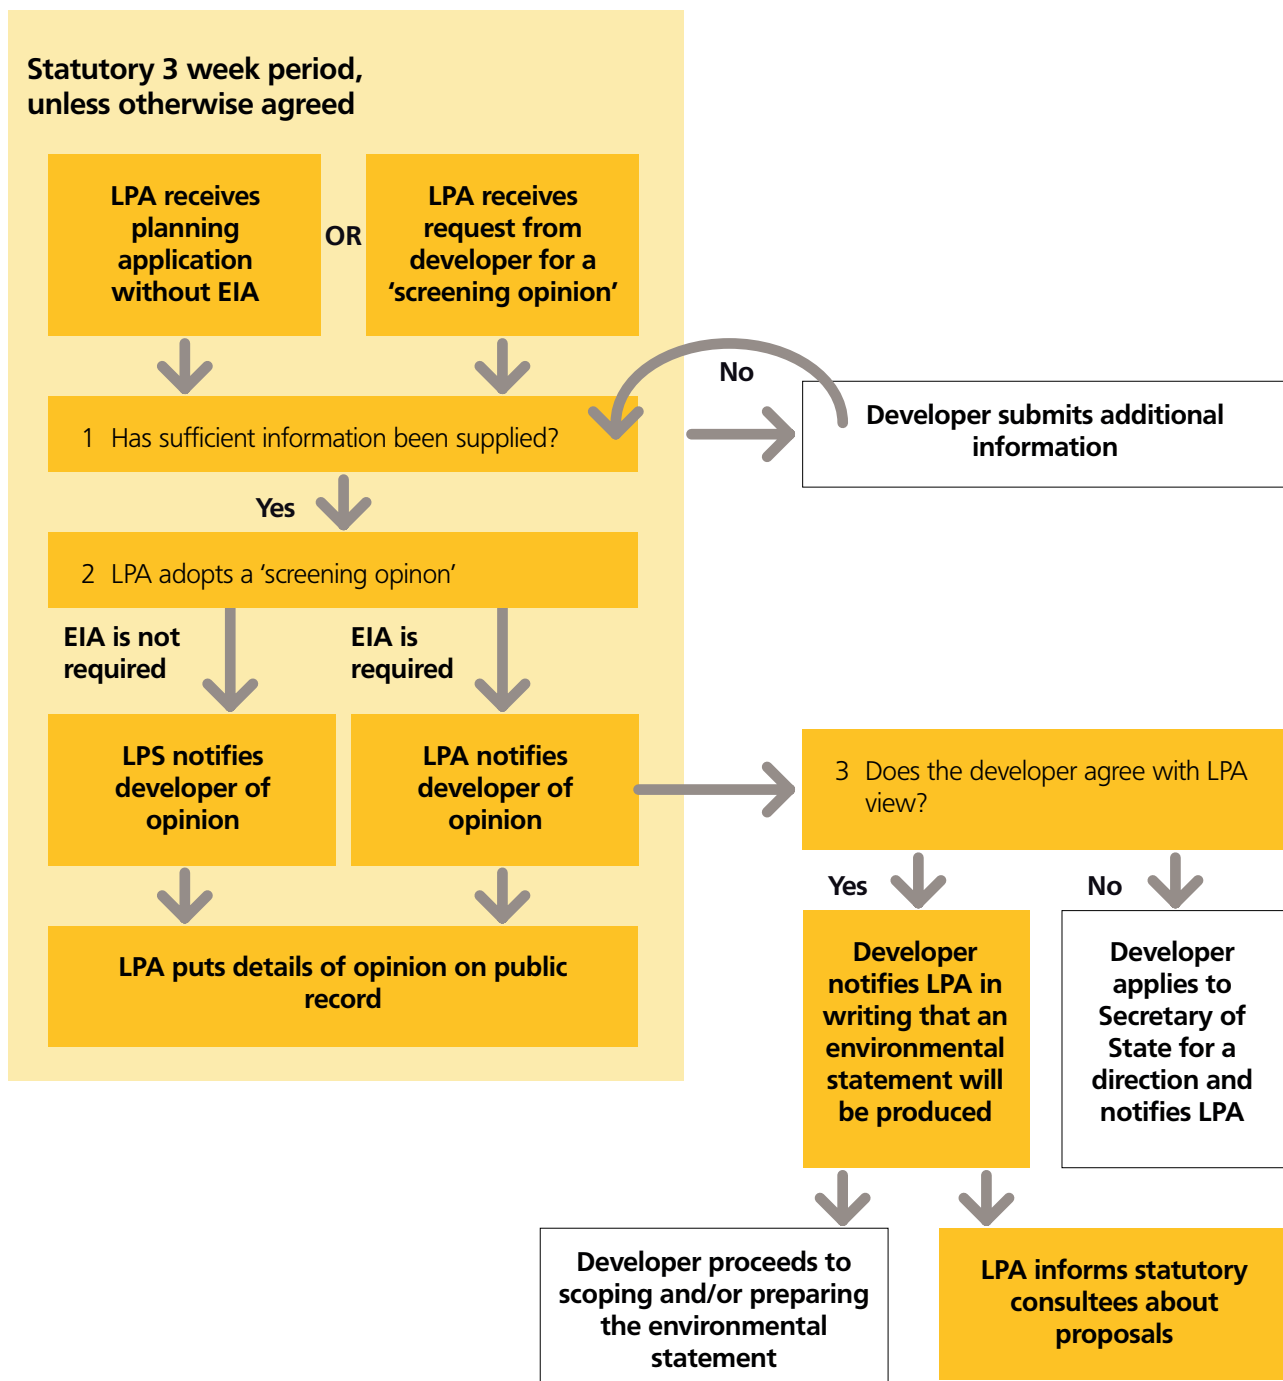 Statutory 3 week period,
unless otherwise agreed
LPA receives
planning
application
without EIA
OR
LPA receives
request from
developer for a
‘screening opinion’
No
1 Has sufficient information been supplied?
Developer submits additional
information
Yes
2 LPA adopts a ‘screening opinon’
EIA is not
required
EIA is
required
LPS notifies
developer of
opinion
LPA notifies
developer of
opinion
3 Does the developer agree with LPA
view?
LPA puts details of opinion on public
record
Yes
No
Developer
notifies LPA in
writing that an
environmental
statement will
be produced
Developer
applies to
Secretary of
State for a
direction and
notifies LPA
Developer proceeds to
scoping and/or preparing
the environmental
statement
LPA informs statutory
consultees about
proposals